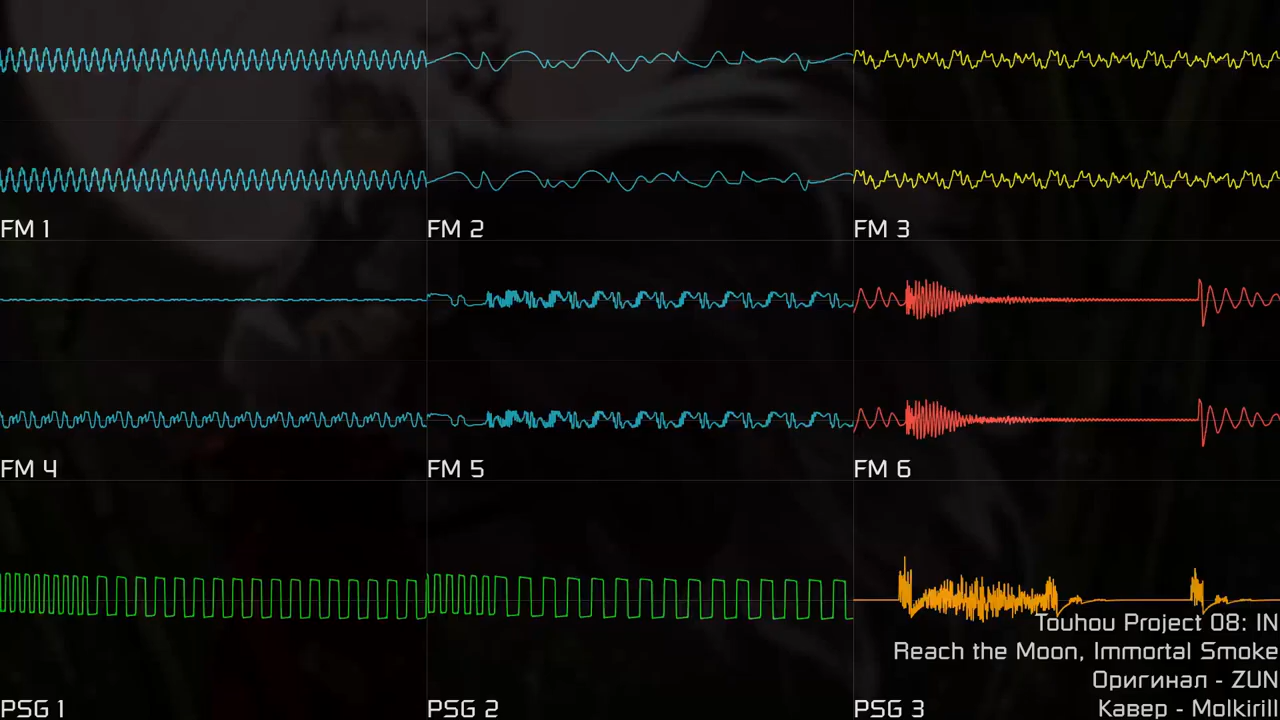 FM 1
FM 2
FM 3
FM 4
FM 5
FM 6
Touhou Project 08: IN
Reach the Moon, Immortal Smoke
Оригинал - ZUN
Кавер - Molkirill
PSG 1
PSG 2
PSG 3